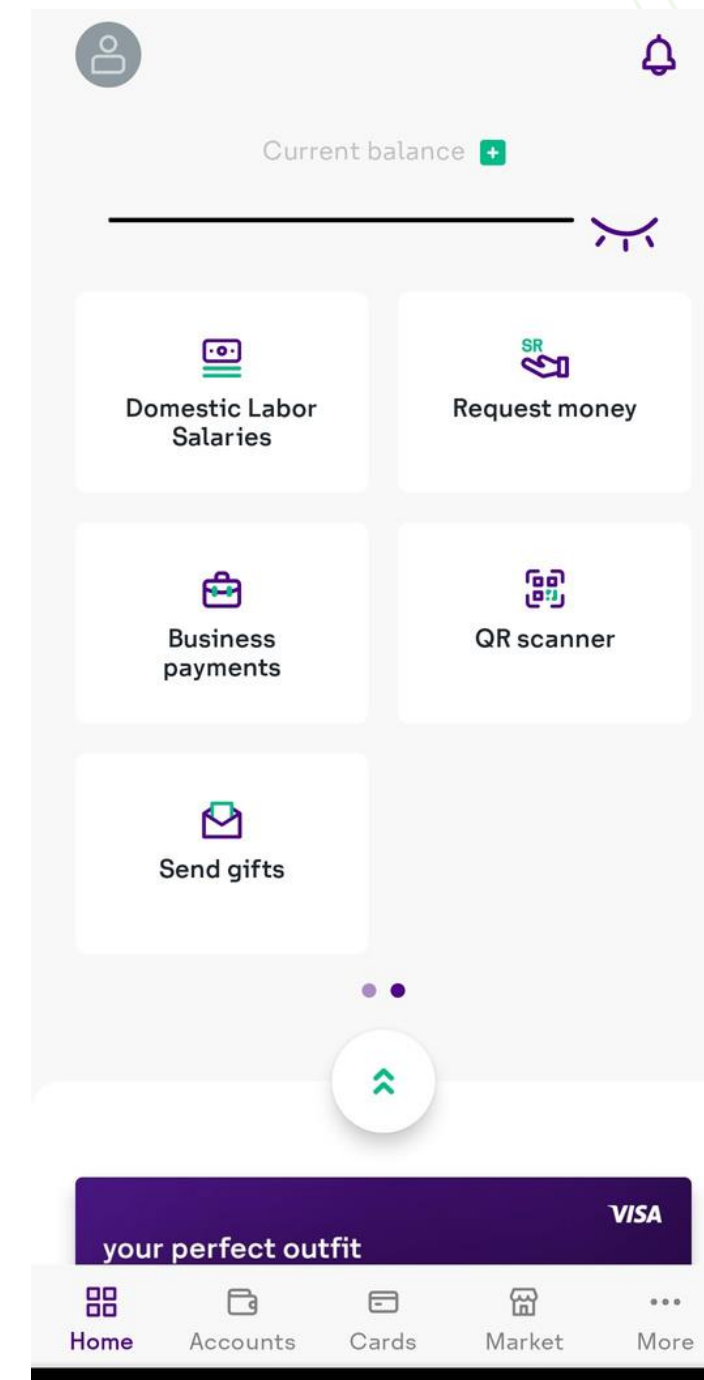 Current balance
Domestic Labor
Salaries
SR
Request money
Business
payments
QR scanner
Send gifts
VISA
your perfect outfit
Home
Accounts
Cards
Market
More